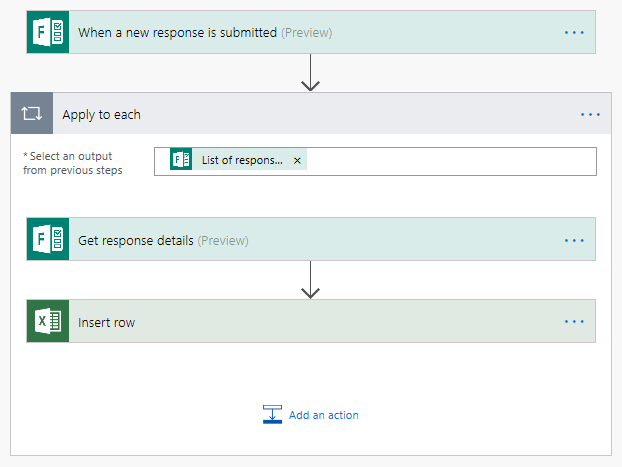 When a new response is submitted (Preview)
Apply to each
* Select an output
from previous steps
List of respons... ×
Get response details (Preview)
Insert row
Add an action